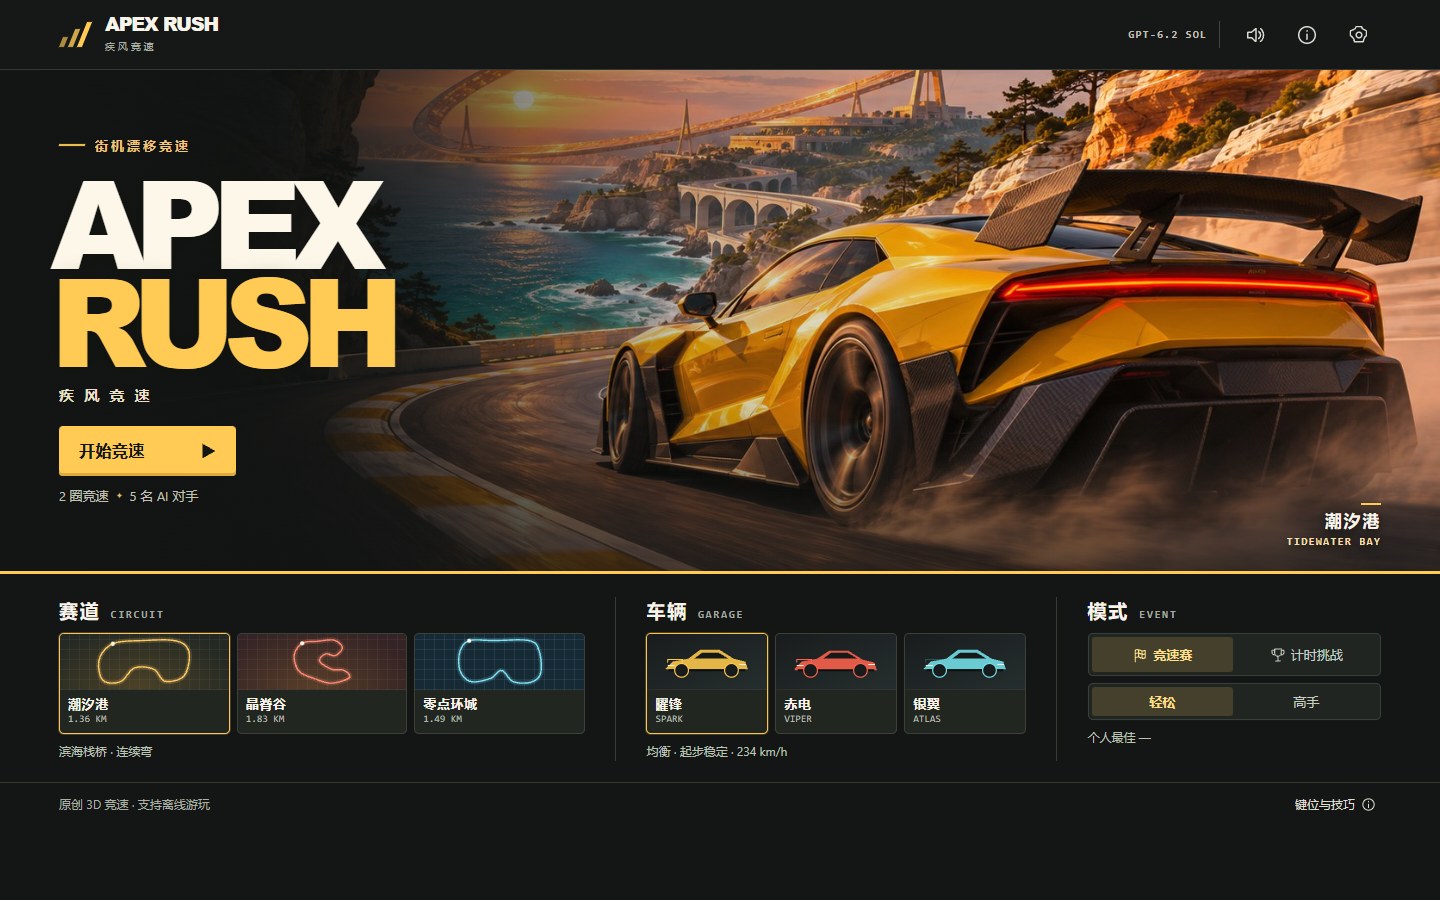 APEX RUSH
疾风竞速
GPT-6.2 SOL
街机漂移竞速
APEX
RUSH
疾风竞速
开始竞速
2 圈竞速 ✦ 5 名 AI 对手
潮汐港
TIDEWATER BAY
赛道 CIRCUIT
潮汐港
1.36 KM
晶脊谷
1.83 KM
零点环城
1.49 KM
滨海栈桥 · 连续弯
车辆 GARAGE
曜锋
SPARK
赤电
VIPER
银翼
ATLAS
均衡 · 起步稳定 · 234 km/h
模式 EVENT
竞速赛
计时挑战
轻松
高手
个人最佳 —
原创 3D 竞速 · 支持离线游玩
键位与技巧